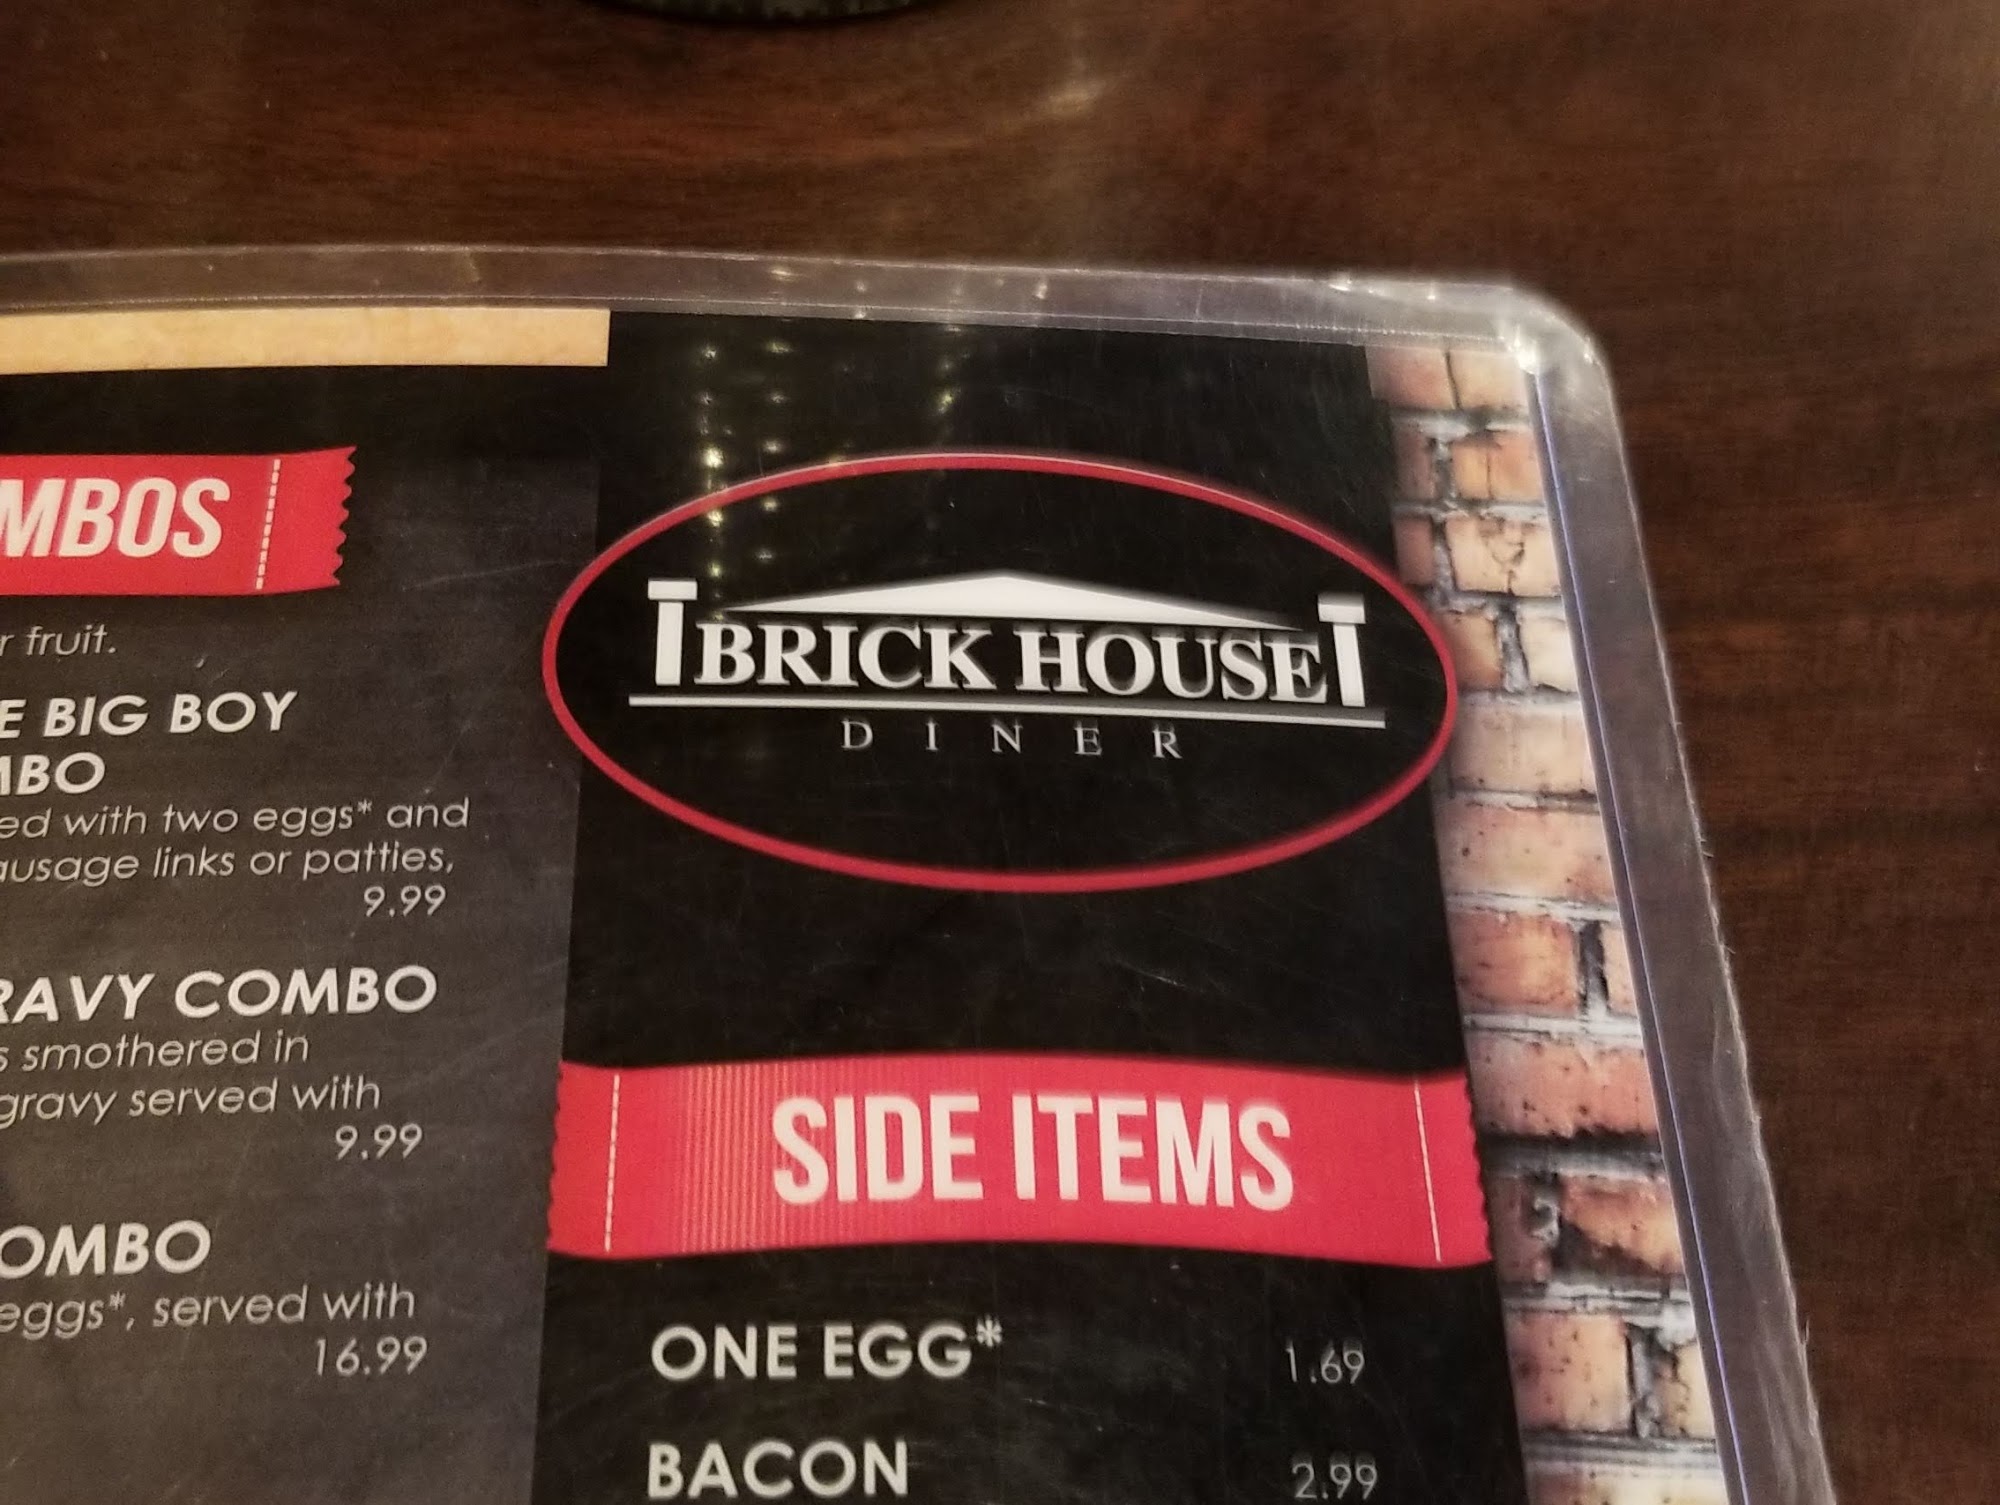 MBOS
r fruit.
E BIG BOY
MBO
ed with two eggs* and
ausage links or patties,
9.99
RAVY COMBO
s smothered in
gravy served with
9.99
OMBO
eggs*, served with
16.99
BRICK HOUSE
DINER
SIDE ITEMS
ONE EGG* 1.69
BACON 2.99